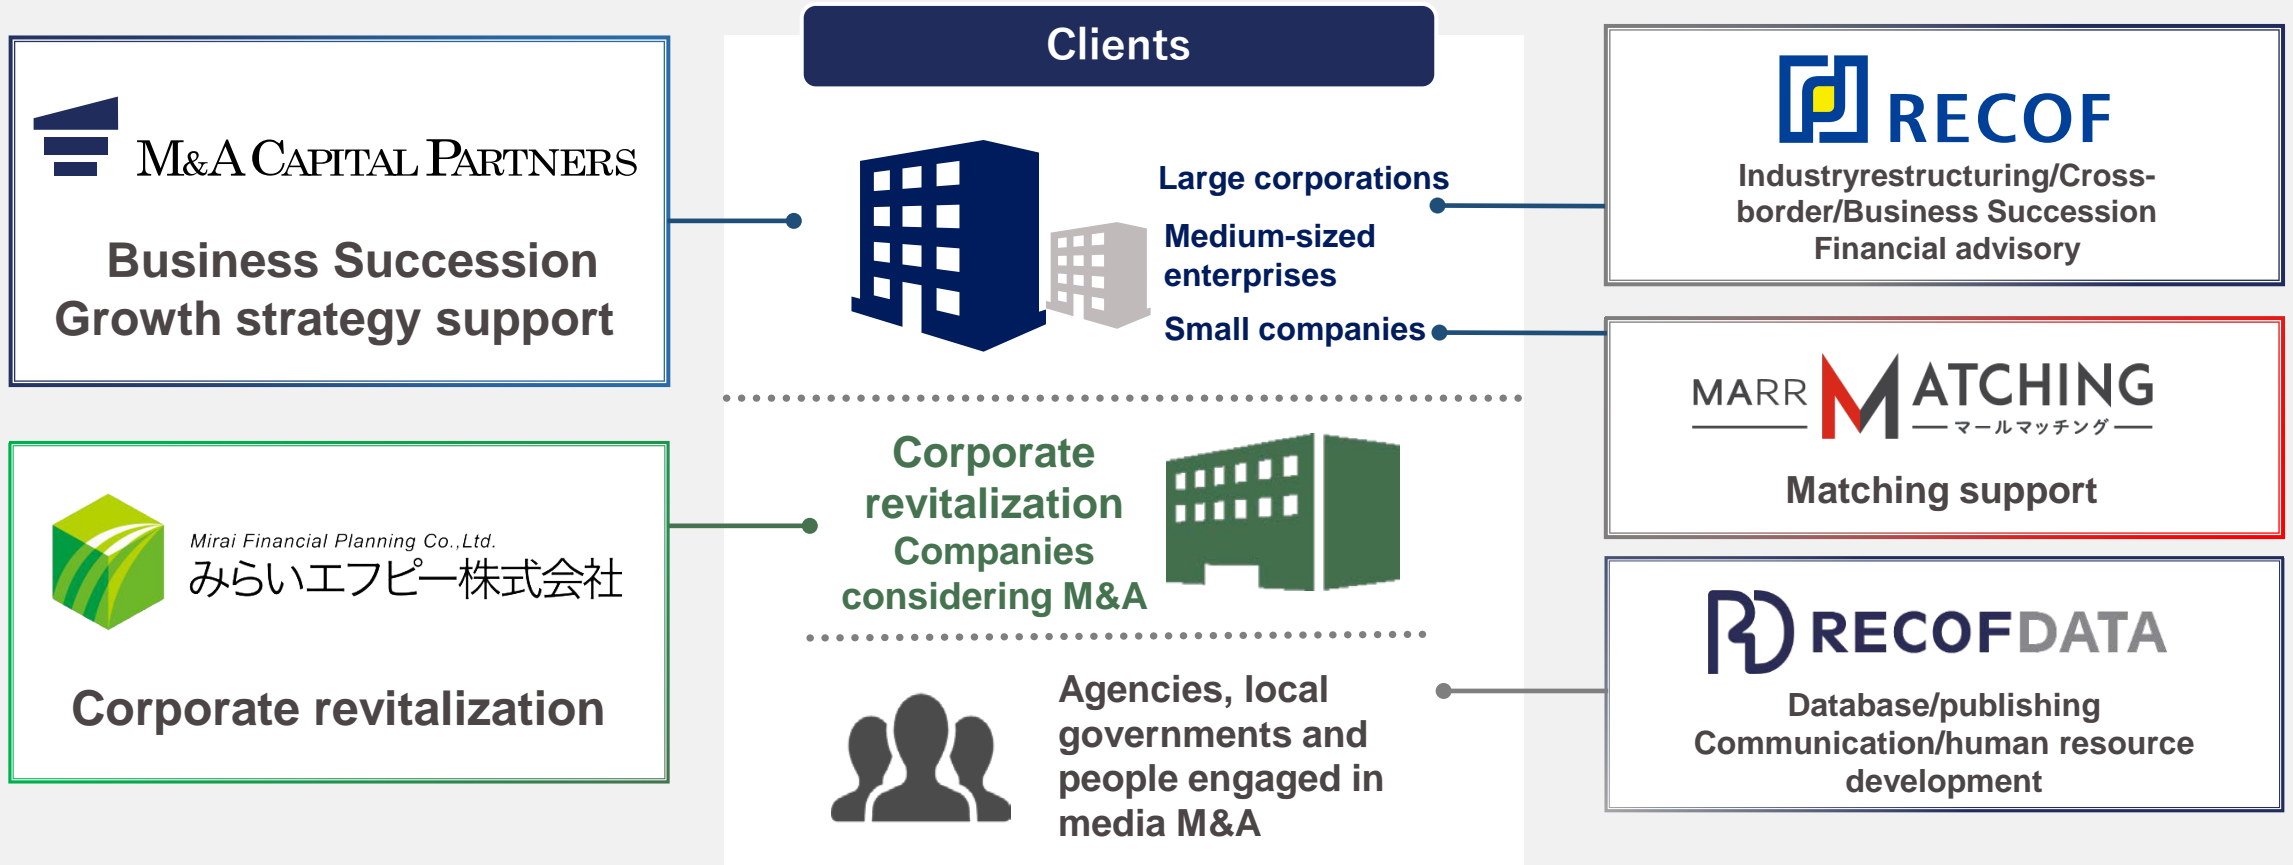 M&A CAPITAL PARTNERS
Business Succession
Growth strategy support
Mirai Financial Planning Co.,Ltd.
みらいエフピー株式会社
Corporate revitalization
Clients
Large corporations
Medium-sized
enterprises
Small companies
Corporate
revitalization
Companies
considering M&A
Agencies, local
governments and
people engaged in
media M&A
RECOF
Industryrestructuring/Cross-
border/Business Succession
Financial advisory
MARR MATCHING
マールマッチング
Matching support
RECOFDATA
Database/publishing
Communication/human resource
development